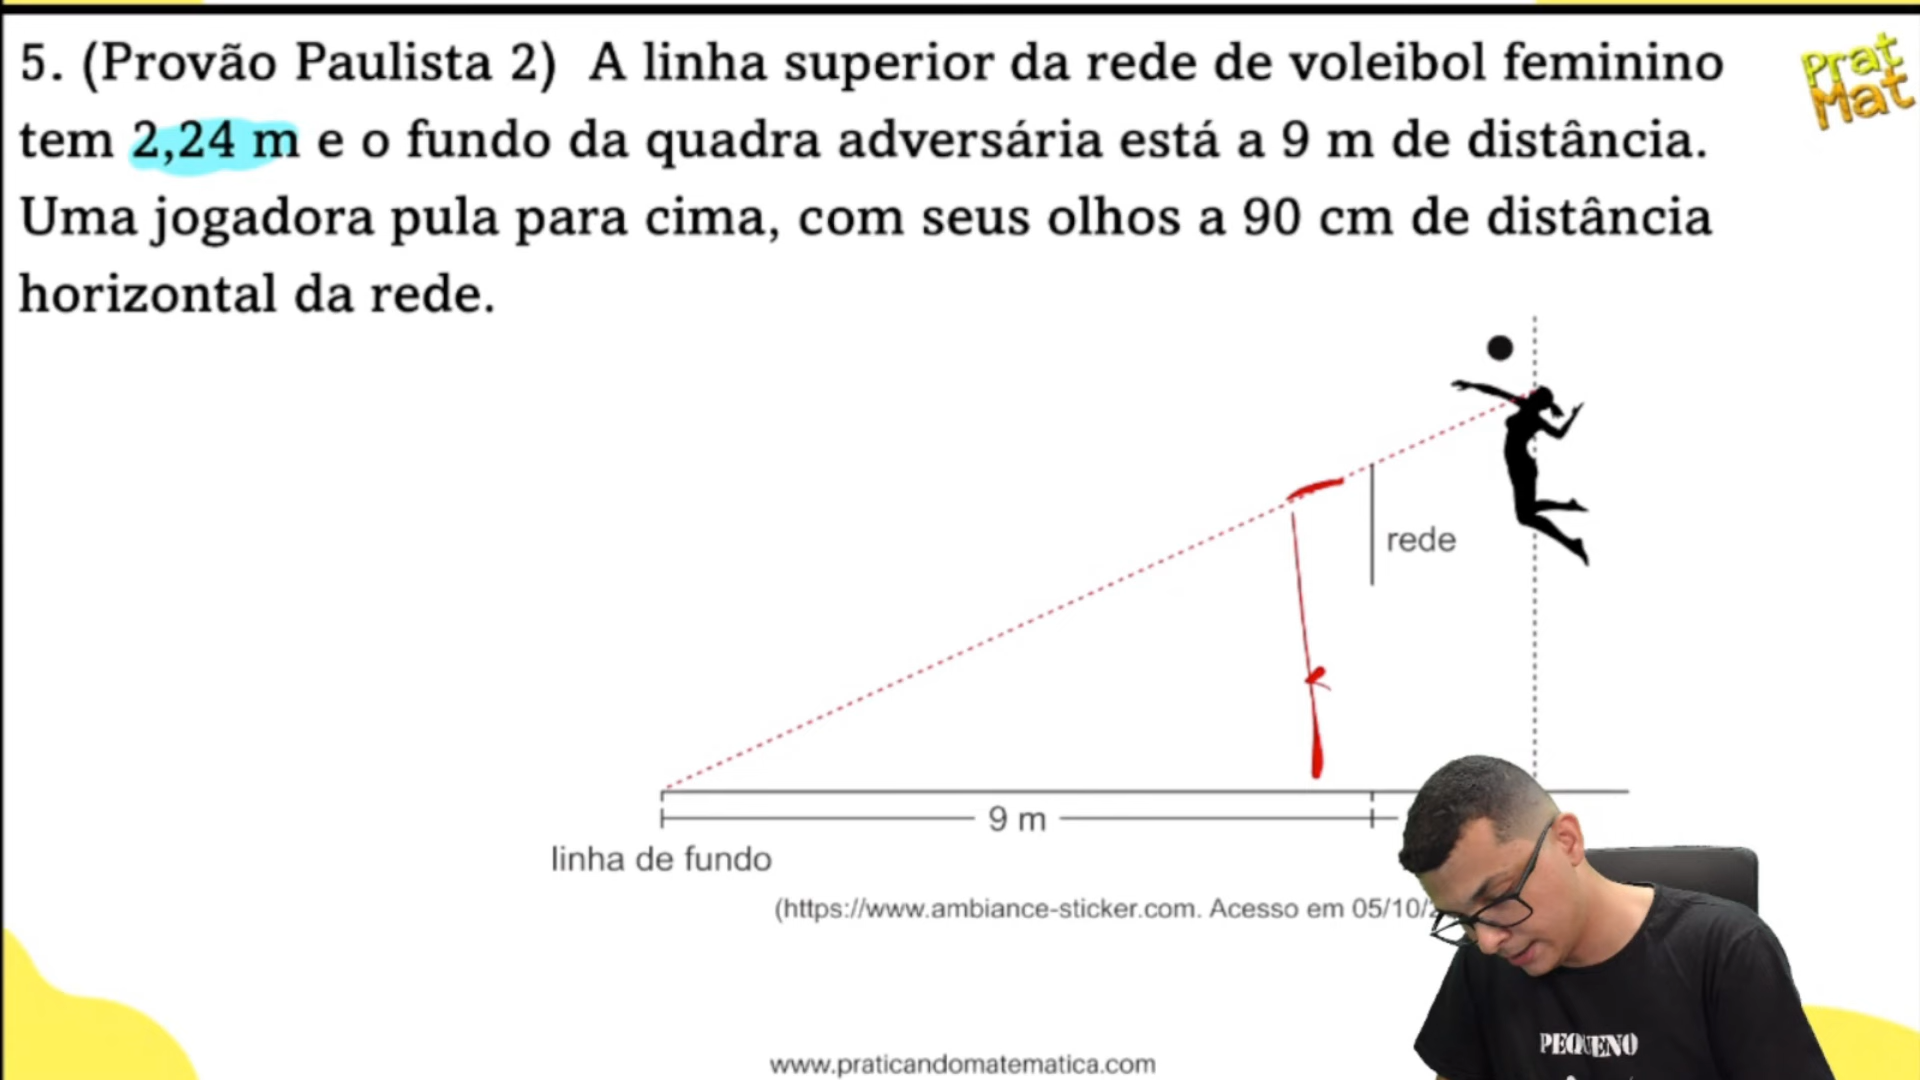 5. (Provão Paulista 2) A linha superior da rede de voleibol feminino
tem 2,24 m e o fundo da quadra adversária está a 9 m de distância.
Uma jogadora pula para cima, com seus olhos a 90 cm de distância
horizontal da rede.
Prat
Mat
rede
9 m
linha de fundo
(https://www.ambiance-sticker.com. Acesso em 05/10/
PEQUENO
www.praticandomatematica.com